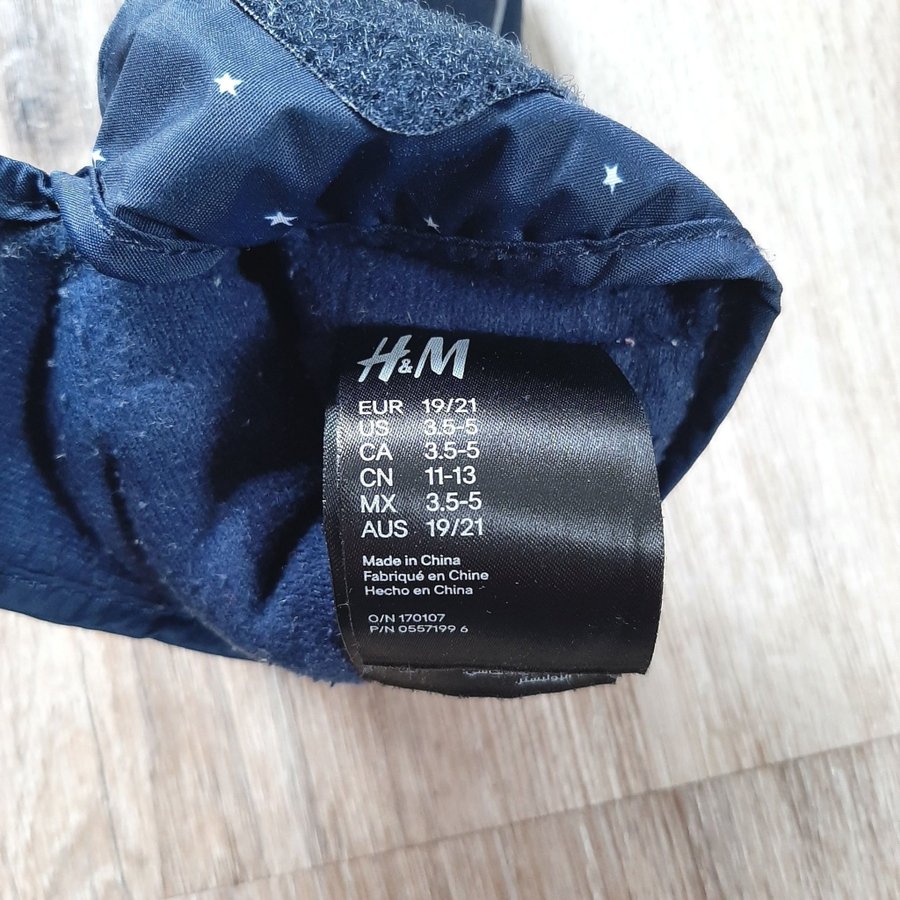 H&M
EUR 19/21
US 3.5-5
CA 3.5-5
CN 11-13
MX 3.5-5
AUS 19/21
Made in China
Fabriqué en Chine
Hecho en China
O/N 170107
P/N 0557199 6